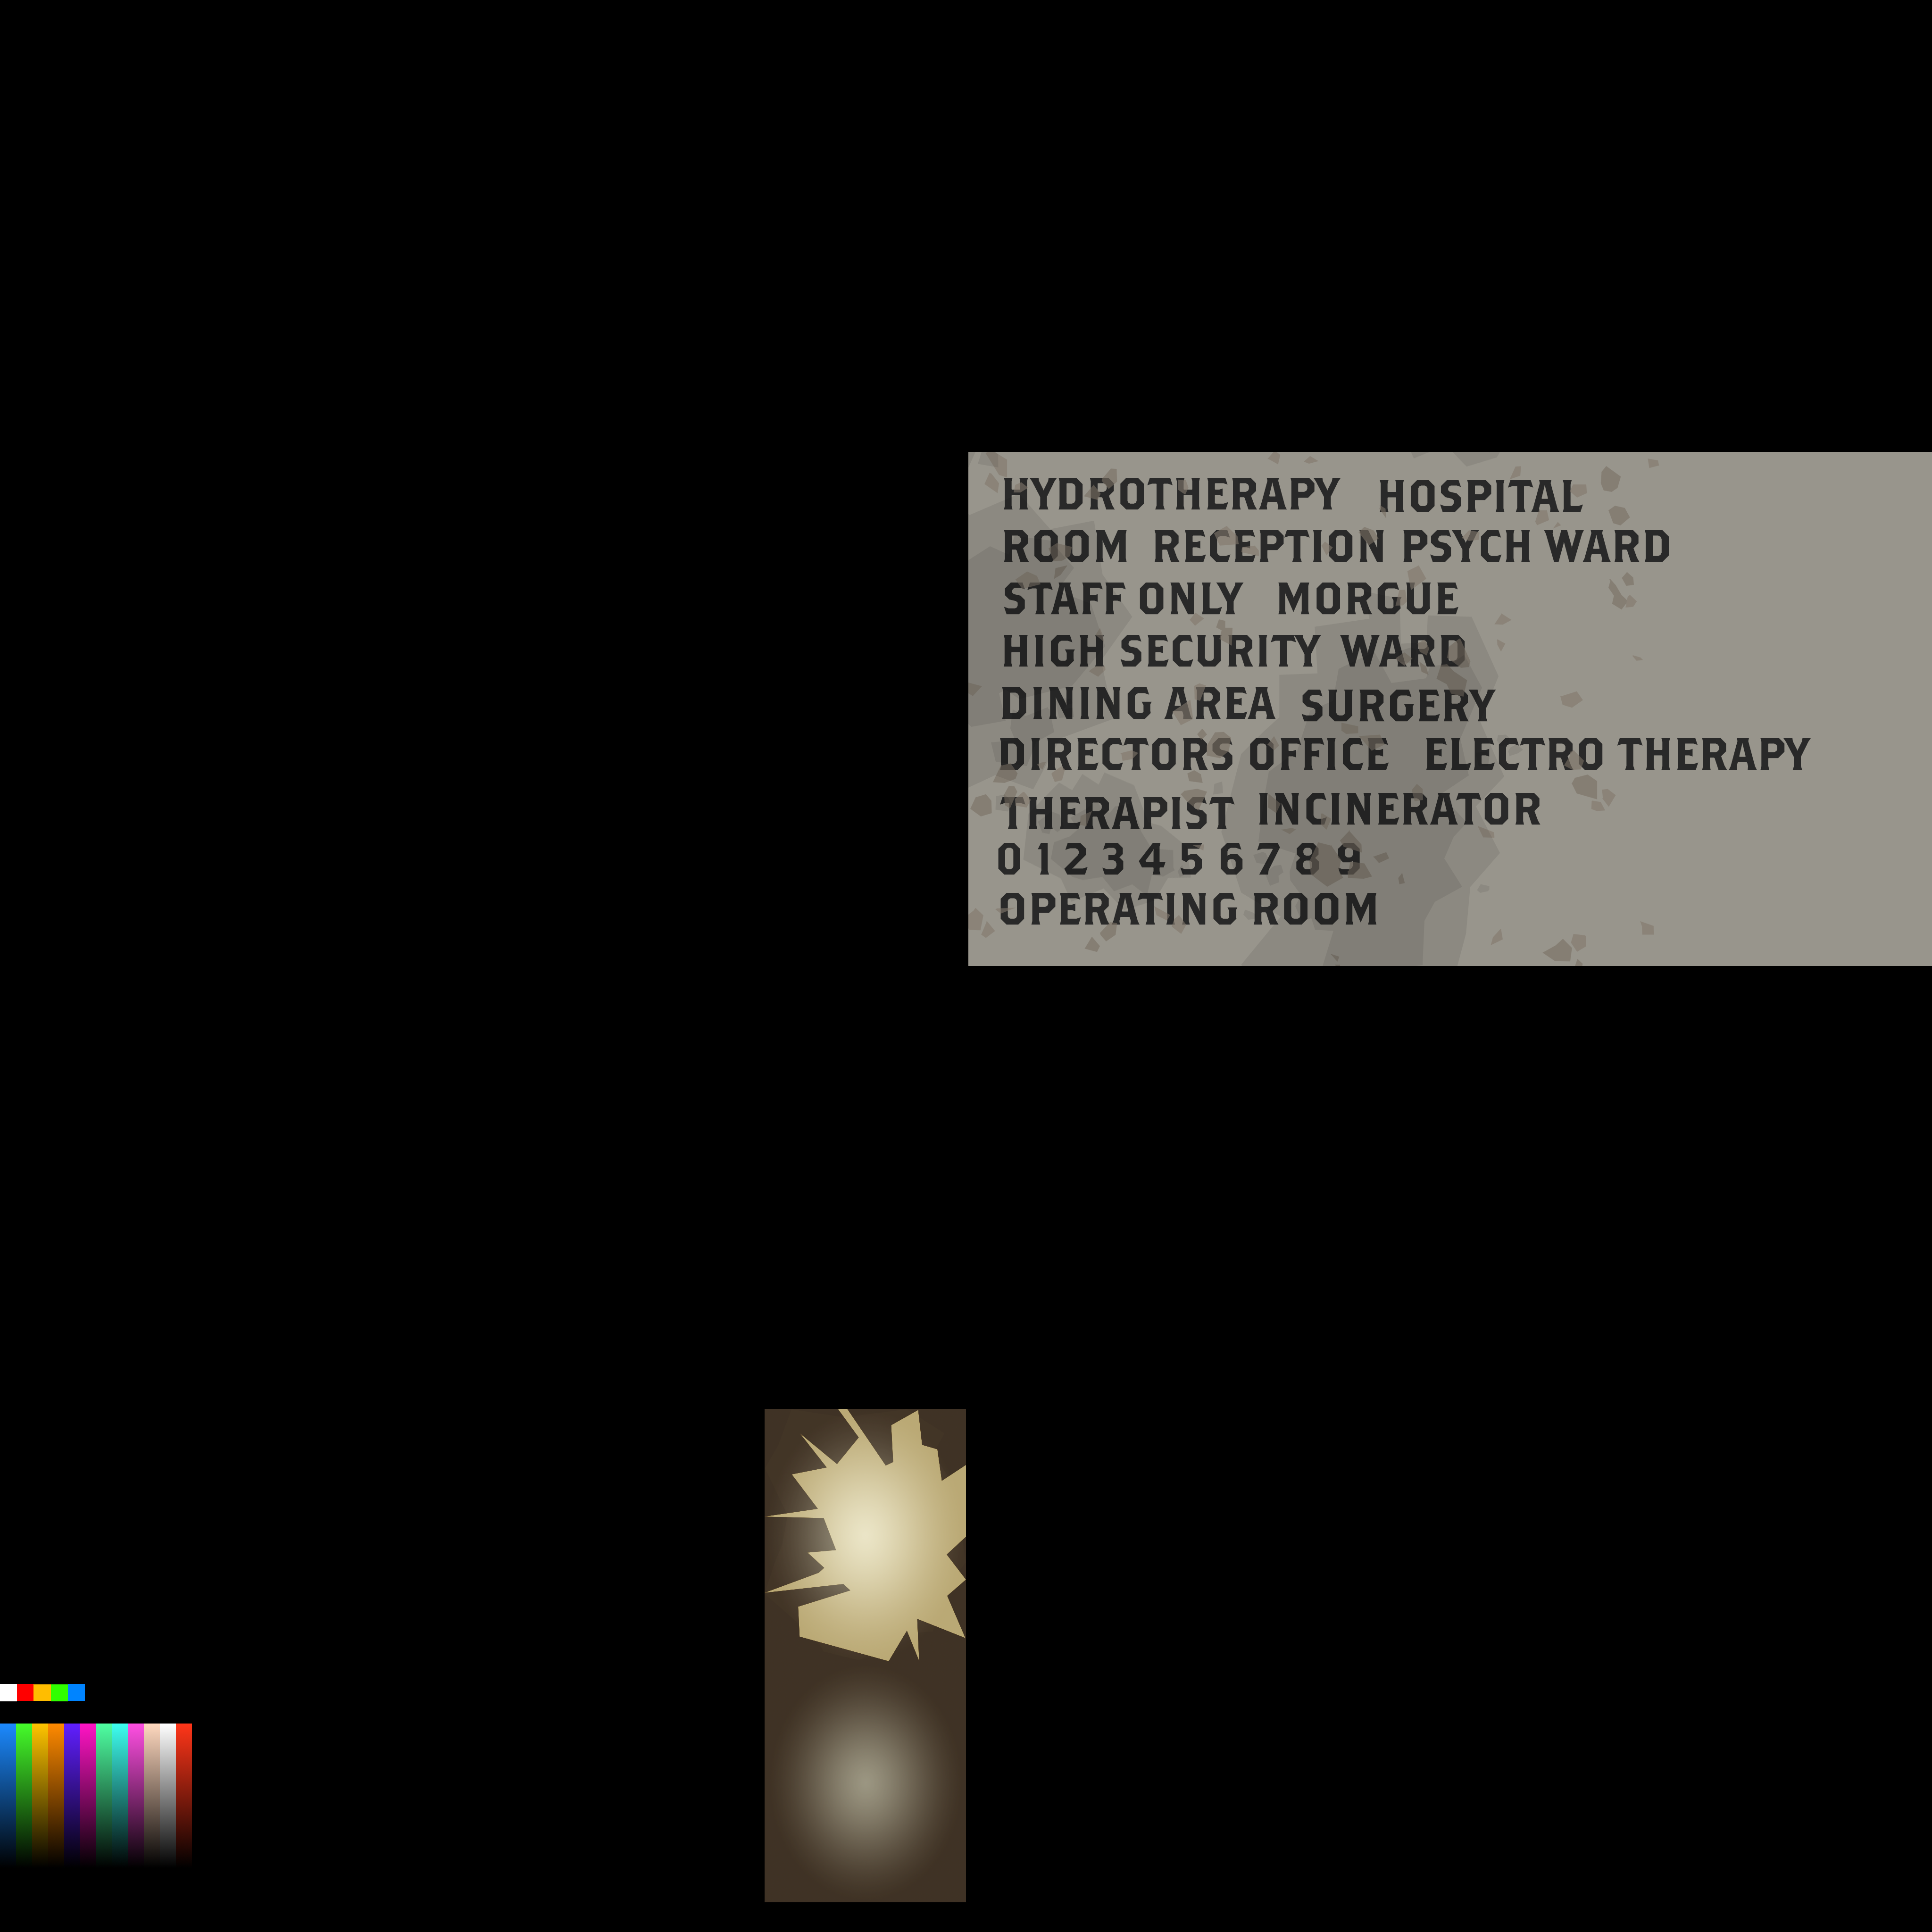 HYDROTHERAPY HOSPITAL
ROOM RECEPTION PSYCH WARD
STAFF ONLY MORGUE
HIGH SECURITY WARD
DINING AREA SURGERY
DIRECTORS OFFICE ELECTRO THERAPY
THERAPIST INCINERATOR
0 1 2 3 4 5 6 7 8 9
OPERATING ROOM